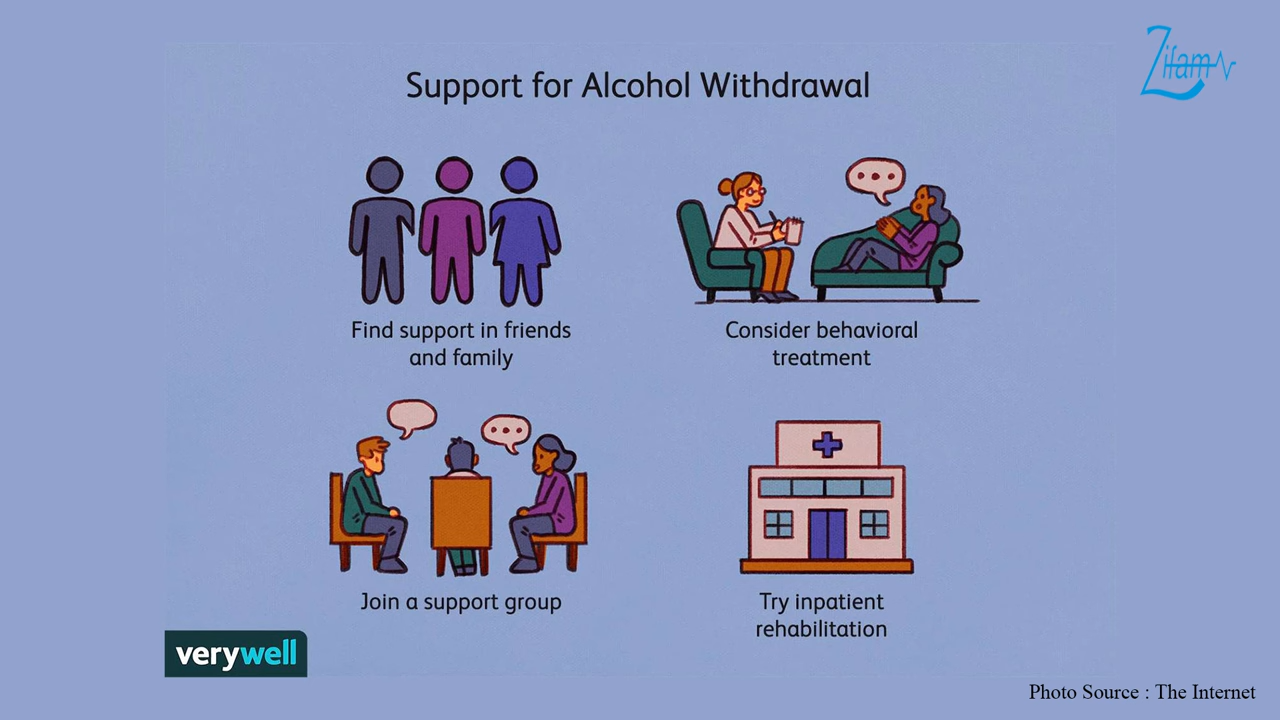 Zifam
Support for Alcohol Withdrawal
Find support in friends
and family
Consider behavioral
treatment
Join a support group
Try inpatient
rehabilitation
verywell
Photo Source : The Internet